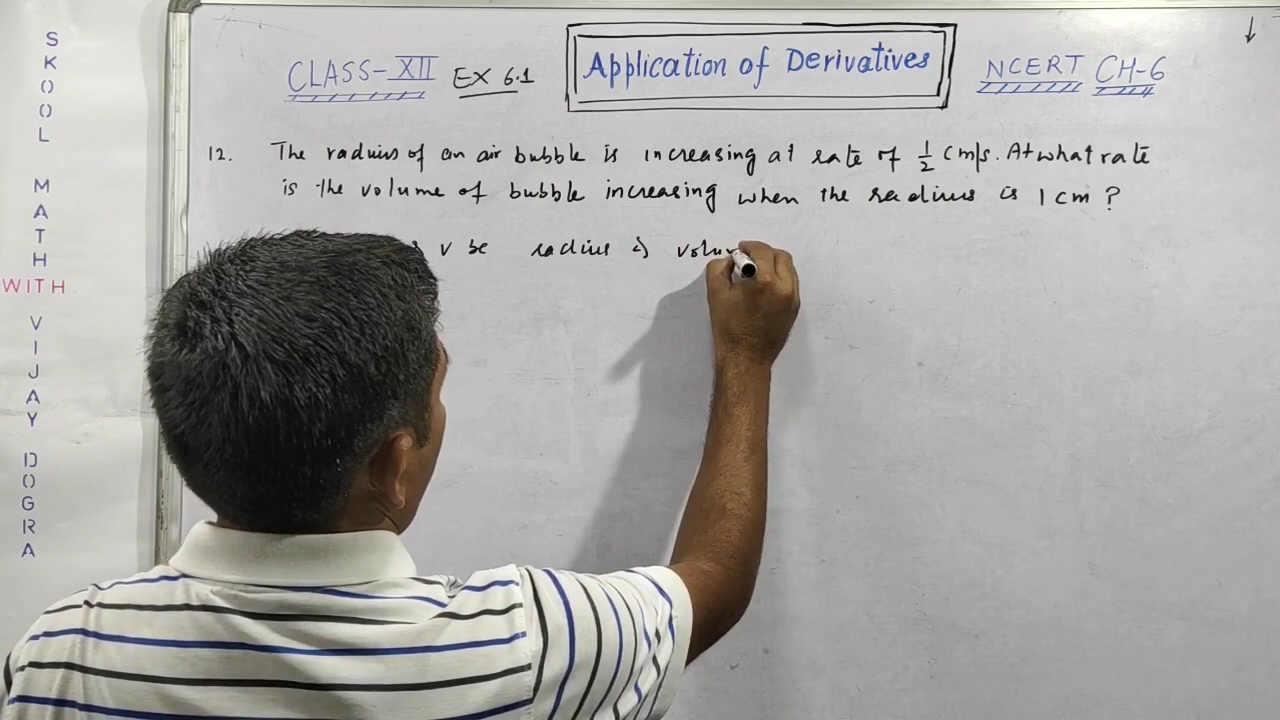 SKOOL MATH WITH VIJAY DOGRA
CLASS-XII EX 6.1 Application of Derivatives NCERT CH-6
12. The radius of an air bubble is increasing at rate of 1/2 cm/s. At what rate
is the volume of bubble increasing when the radius is 1 cm ?
v be radius & volum